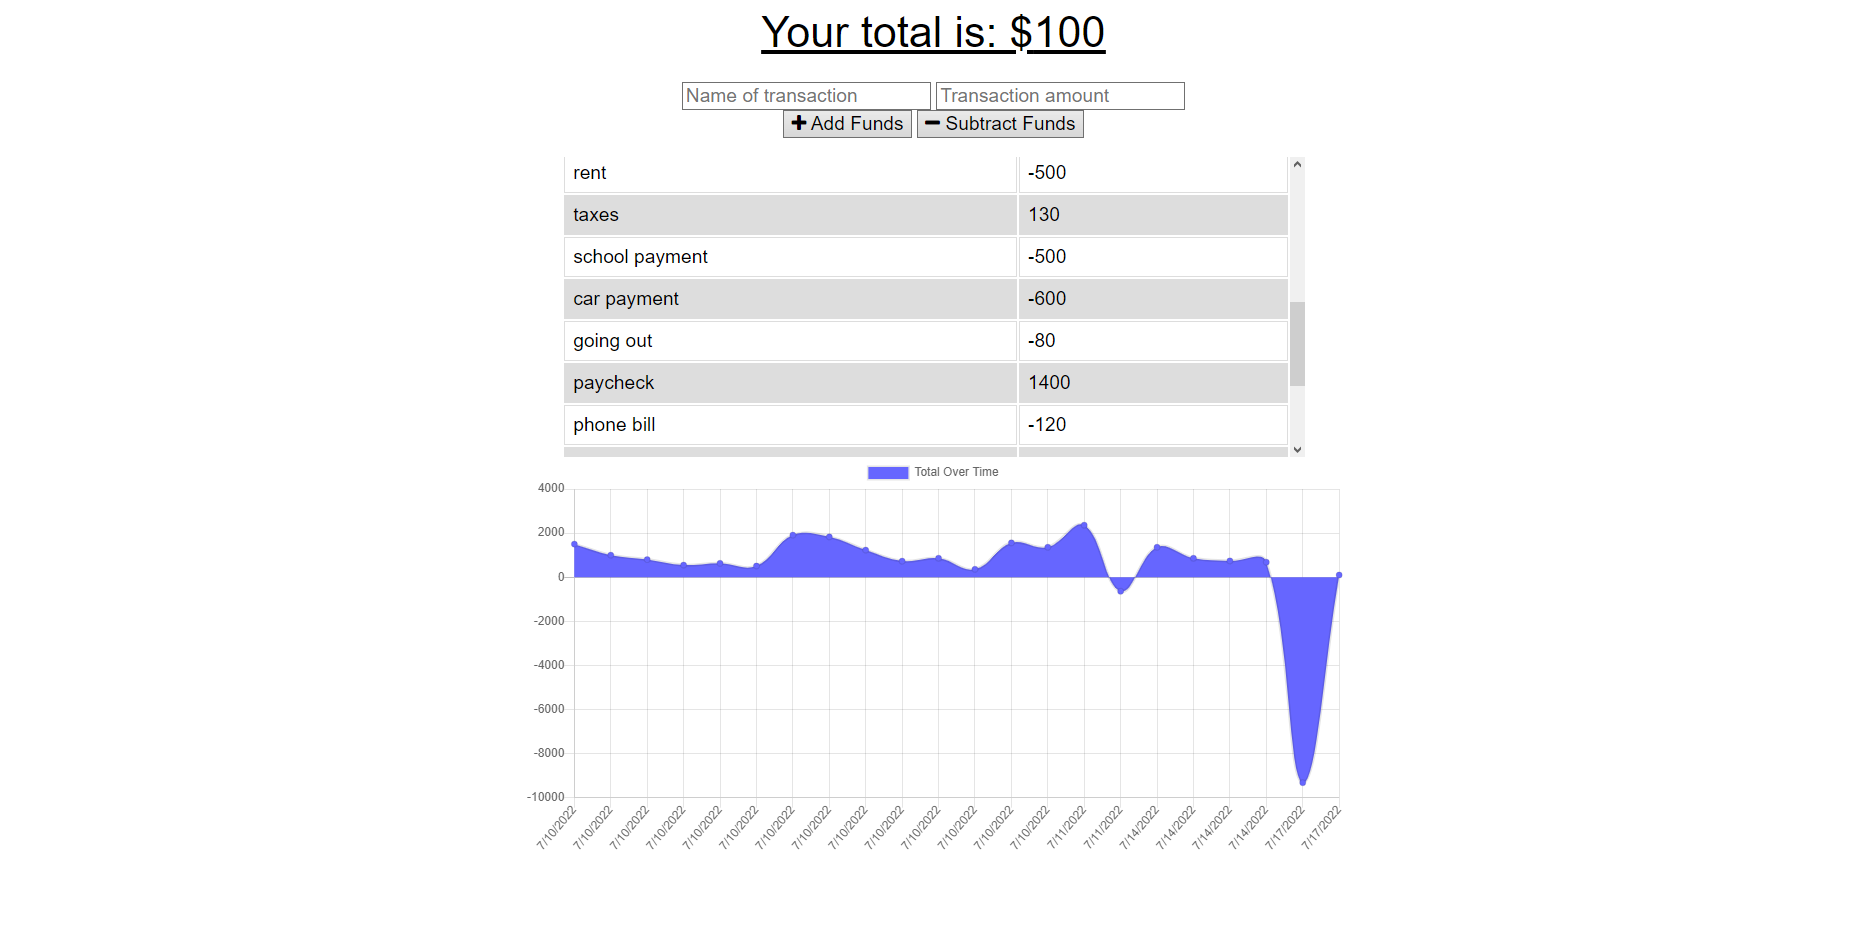 Your total is: $100
Name of transaction Transaction amount
Add Funds Subtract Funds
rent -500
taxes 130
school payment -500
car payment -600
going out -80
paycheck 1400
phone bill -120
Total Over Time
4000
2000
0
-2000
-4000
-6000
-8000
-10000
7/10/2022 7/10/2022 7/10/2022 7/10/2022 7/10/2022 7/10/2022 7/10/2022 7/10/2022 7/10/2022 7/10/2022 7/10/2022 7/10/2022 7/10/2022 7/10/2022 7/11/2022 7/11/2022 7/14/2022 7/14/2022 7/14/2022 7/14/2022 7/17/2022 7/17/2022